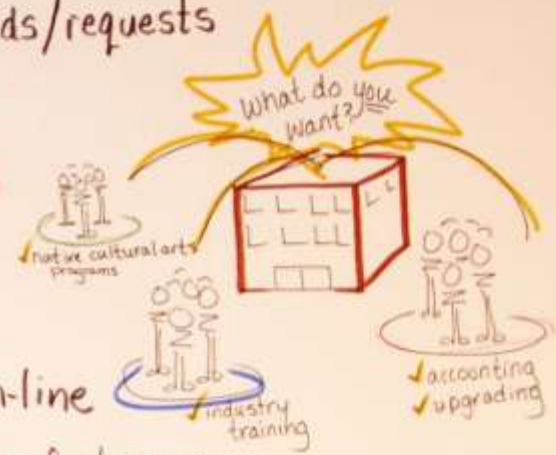 ds/requests
What do you
want?
✓ native cultural arts
programs
✓ industry
training
✓ accounting
✓ upgrading
n-line